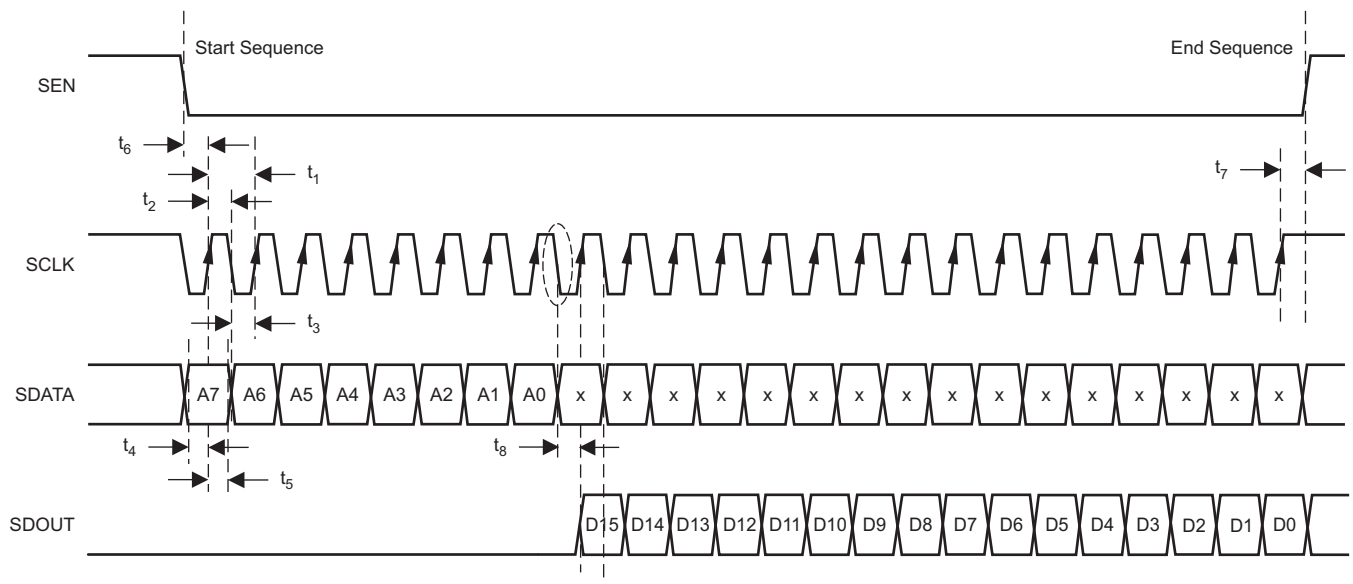 Start Sequence End Sequence
SEN
t6
t1
t7
t2
SCLK
t3
SDATA A7 A6 A5 A4 A3 A2 A1 A0 x x x x x x x x x x x x x x x x
t4 t8
t5
SDOUT D15 D14 D13 D12 D11 D10 D9 D8 D7 D6 D5 D4 D3 D2 D1 D0